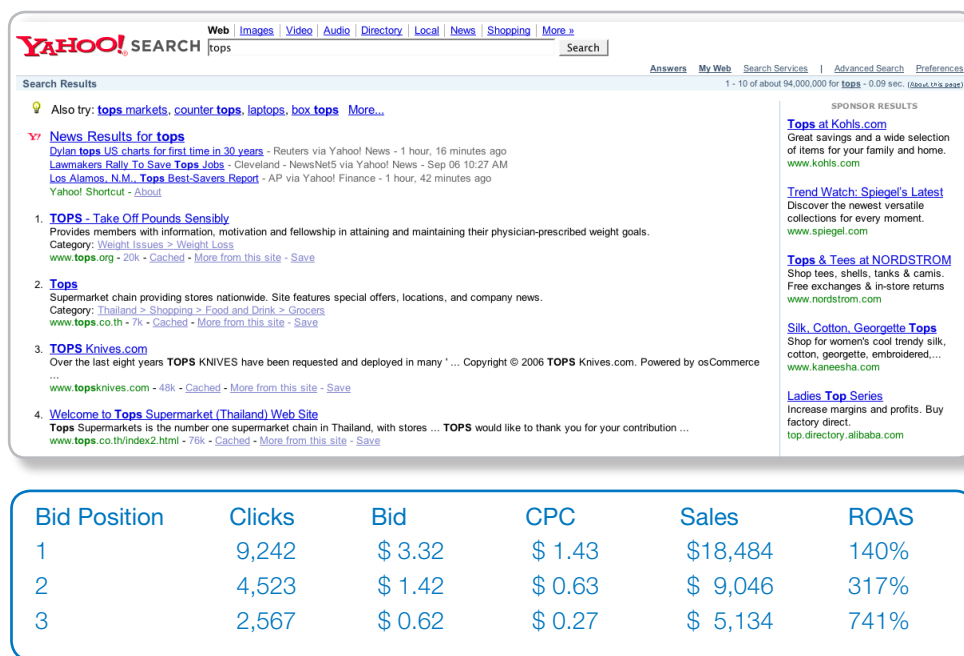 Web | Images | Video | Audio | Directory | Local | News | Shopping | More »
YAHOO! SEARCH
tops
Search
Answers My Web Search Services | Advanced Search Preferences
Search Results
1 - 10 of about 94,000,000 for tops - 0.09 sec. (About this page)
Also try: tops markets, counter tops, laptops, box tops More...
Y! News Results for tops
Dylan tops US charts for first time in 30 years - Reuters via Yahoo! News - 1 hour, 16 minutes ago
Lawmakers Rally To Save Tops Jobs - Cleveland - NewsNet5 via Yahoo! News - Sep 06 10:27 AM
Los Alamos, N.M., Tops Best-Savers Report - AP via Yahoo! Finance - 1 hour, 42 minutes ago
Yahoo! Shortcut - About
1. TOPS - Take Off Pounds Sensibly
Provides members with information, motivation and fellowship in attaining and maintaining their physician-prescribed weight goals.
Category: Weight Issues > Weight Loss
www.tops.org - 20k - Cached - More from this site - Save
2. Tops
Supermarket chain providing stores nationwide. Site features special offers, locations, and company news.
Category: Thailand > Shopping > Food and Drink > Grocers
www.tops.co.th - 7k - Cached - More from this site - Save
3. TOPS Knives.com
Over the last eight years TOPS KNIVES have been requested and deployed in many ' ... Copyright © 2006 TOPS Knives.com. Powered by osCommerce
...
www.topsknives.com - 48k - Cached - More from this site - Save
4. Welcome to Tops Supermarket (Thailand) Web Site
Tops Supermarkets is the number one supermarket chain in Thailand, with stores ... TOPS would like to thank you for your contribution ...
www.tops.co.th/index2.html - 76k - Cached - More from this site - Save
SPONSOR RESULTS
Tops at Kohls.com
Great savings and a wide selection
of items for your family and home.
www.kohls.com
Trend Watch: Spiegel's Latest
Discover the newest versatile
collections for every moment.
www.spiegel.com
Tops & Tees at NORDSTROM
Shop tees, shells, tanks & camis.
Free exchanges & in-store returns
www.nordstrom.com
Silk, Cotton, Georgette Tops
Shop for women's cool trendy silk,
cotton, georgette, embroidered,...
www.kaneesha.com
Ladies Top Series
Increase margins and profits. Buy
factory direct.
top.directory.alibaba.com
Bid Position Clicks Bid CPC Sales ROAS
1 9,242 $ 3.32 $ 1.43 $18,484 140%
2 4,523 $ 1.42 $ 0.63 $ 9,046 317%
3 2,567 $ 0.62 $ 0.27 $ 5,134 741%